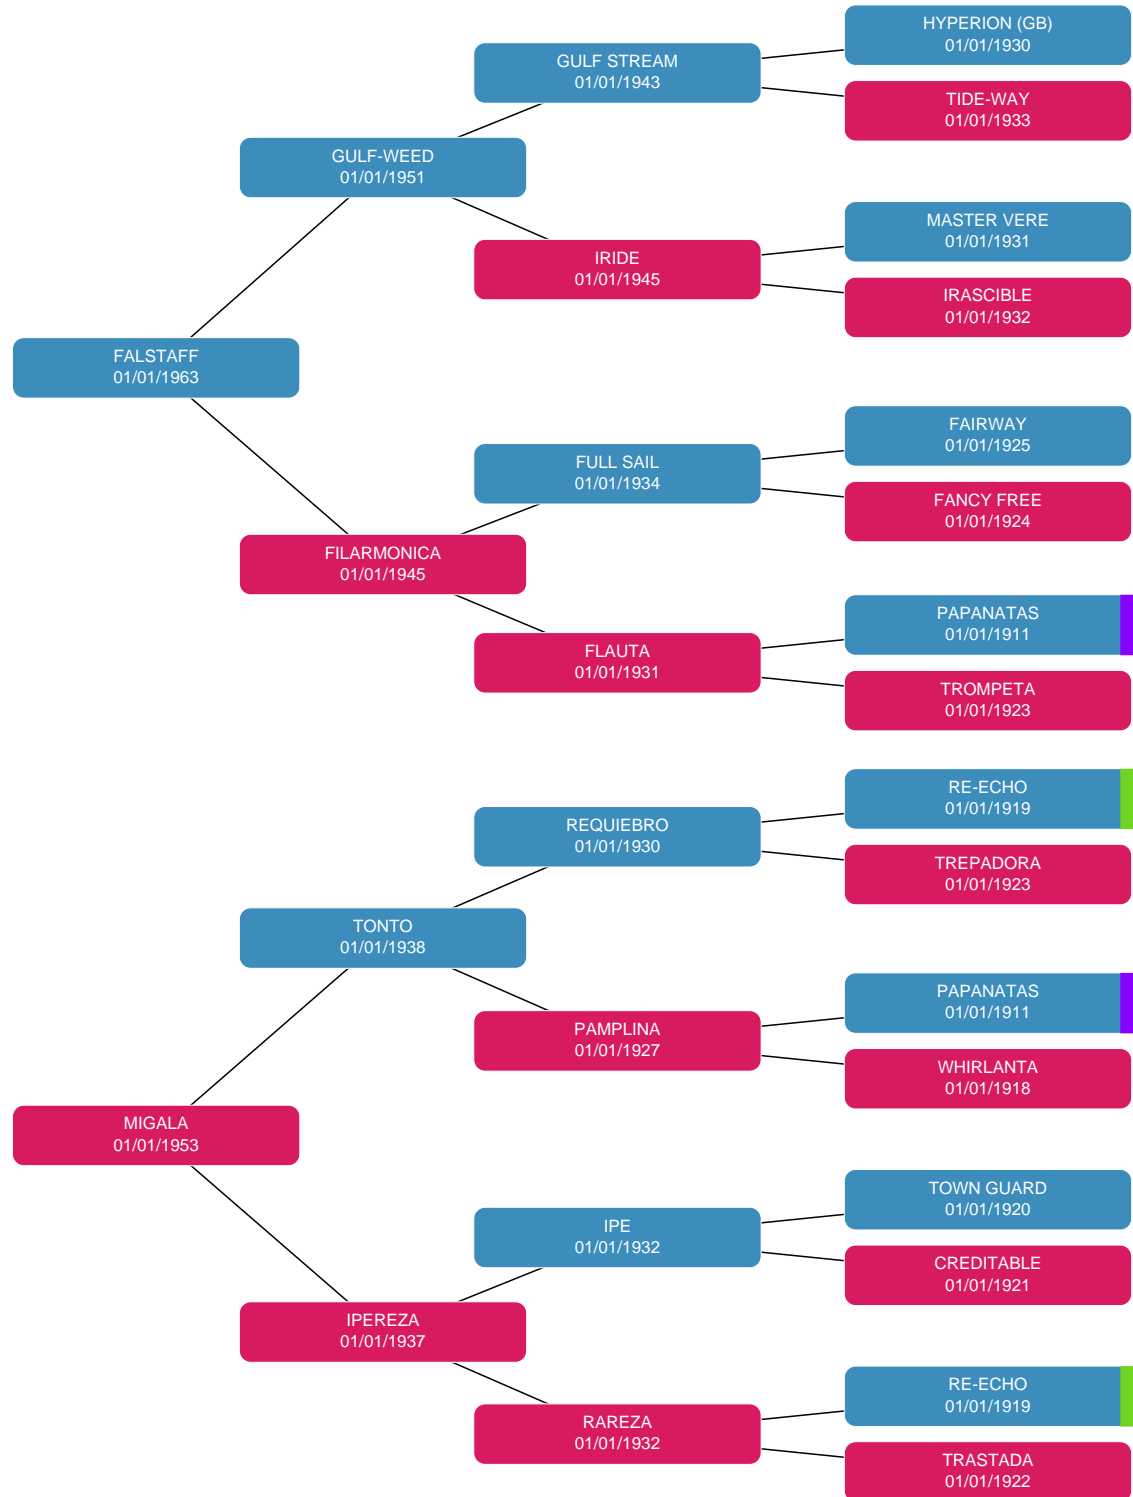 HYPERION (GB)
01/01/1930
GULF STREAM
01/01/1943
TIDE-WAY
01/01/1933
GULF-WEED
01/01/1951
MASTER VERE
01/01/1931
IRIDE
01/01/1945
IRASCIBLE
01/01/1932
FALSTAFF
01/01/1963
FAIRWAY
01/01/1925
FULL SAIL
01/01/1934
FANCY FREE
01/01/1924
FILARMONICA
01/01/1945
PAPANATAS
01/01/1911
FLAUTA
01/01/1931
TROMPETA
01/01/1923
RE-ECHO
01/01/1919
REQUIEBRO
01/01/1930
TREPADORA
01/01/1923
TONTO
01/01/1938
PAPANATAS
01/01/1911
PAMPLINA
01/01/1927
WHIRLANTA
01/01/1918
MIGALA
01/01/1953
TOWN GUARD
01/01/1920
IPE
01/01/1932
CREDITABLE
01/01/1921
IPEREZA
01/01/1937
RE-ECHO
01/01/1919
RAREZA
01/01/1932
TRASTADA
01/01/1922